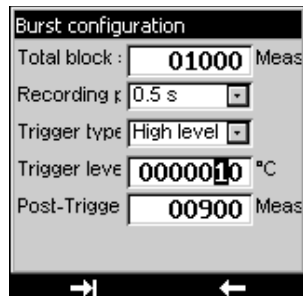 Burst configuration
Total block : 01000 Meas
Recording p 0.5 s
Trigger type High level
Trigger leve 0000010 °C
Post-Trigge 00900 Meas